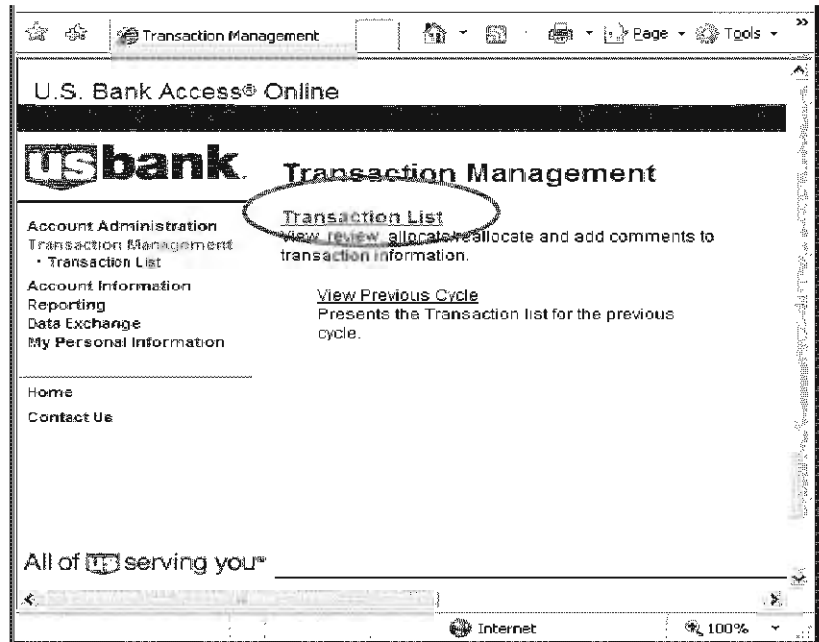 Transaction Management
Page
Tools
»
U.S. Bank Access® Online
usbank.
Transaction Management
Transaction List
View, review, allocate/reallocate and add comments to
transaction information.
View Previous Cycle
Presents the Transaction list for the previous
cycle.
Account Administration
Transaction Management
• Transaction List
Account Information
Reporting
Data Exchange
My Personal Information
Home
Contact Us
All of us serving you℠
Internet
100%